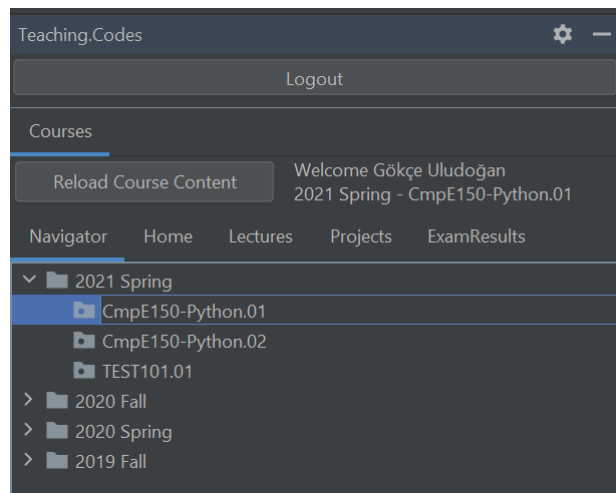 Teaching.Codes
Logout
Courses
Reload Course Content
Welcome Gökçe Uludoğan
2021 Spring - CmpE150-Python.01
Navigator Home Lectures Projects ExamResults
2021 Spring
CmpE150-Python.01
CmpE150-Python.02
TEST101.01
2020 Fall
2020 Spring
2019 Fall